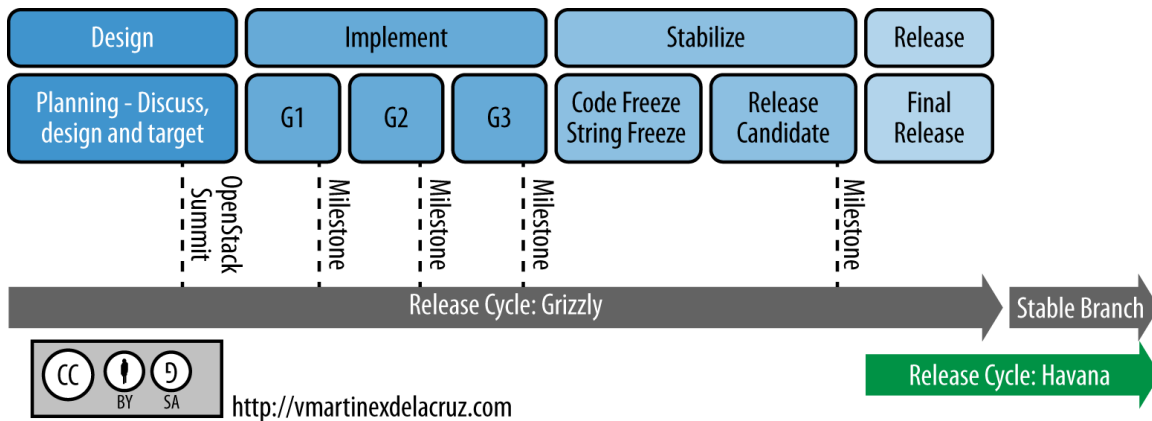 Design
Implement
Stabilize
Release
Planning - Discuss,
design and target
G1
G2
G3
Code Freeze
String Freeze
Release
Candidate
Final
Release
OpenStack
Summit
Milestone
Milestone
Milestone
Milestone
Release Cycle: Grizzly
Stable Branch
Release Cycle: Havana
CC
BY
SA
http://vmartinexdelacruz.com